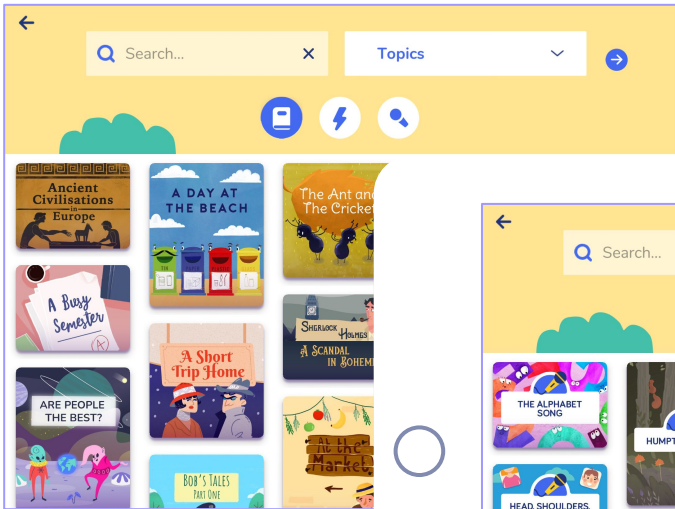 Search...
Topics
Ancient
Civilisations
in
Europe
A DAY AT
THE BEACH
The Ant and
The Cricket
A Busy
Semester
A+
SHERLOCK
HOLMES
A SCANDAL
IN BOHEMI
A Short
Trip Home
ARE PEOPLE
THE BEST?
At the
Market
BOB'S TALES
PART ONE
Search...
THE ALPHABET
SONG
HUMPT
HEAD, SHOULDERS,